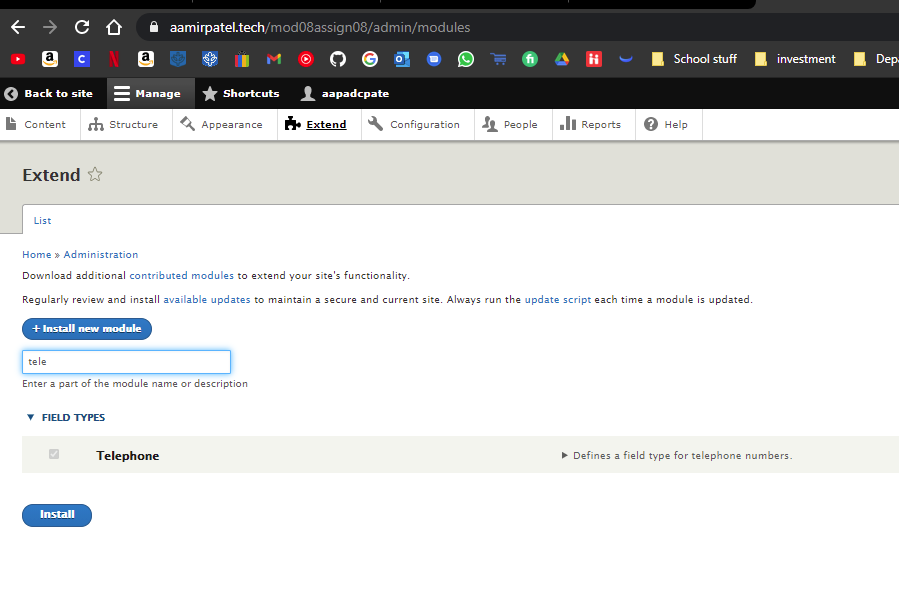 aamirpatel.tech/mod08assign08/admin/modules
School stuff investment Depa
Back to site Manage Shortcuts aapadcpate
Content Structure Appearance Extend Configuration People Reports Help
Extend
List
Home » Administration
Download additional contributed modules to extend your site's functionality.
Regularly review and install available updates to maintain a secure and current site. Always run the update script each time a module is updated.
+ Install new module
tele
Enter a part of the module name or description
FIELD TYPES
Telephone Defines a field type for telephone numbers.
Install